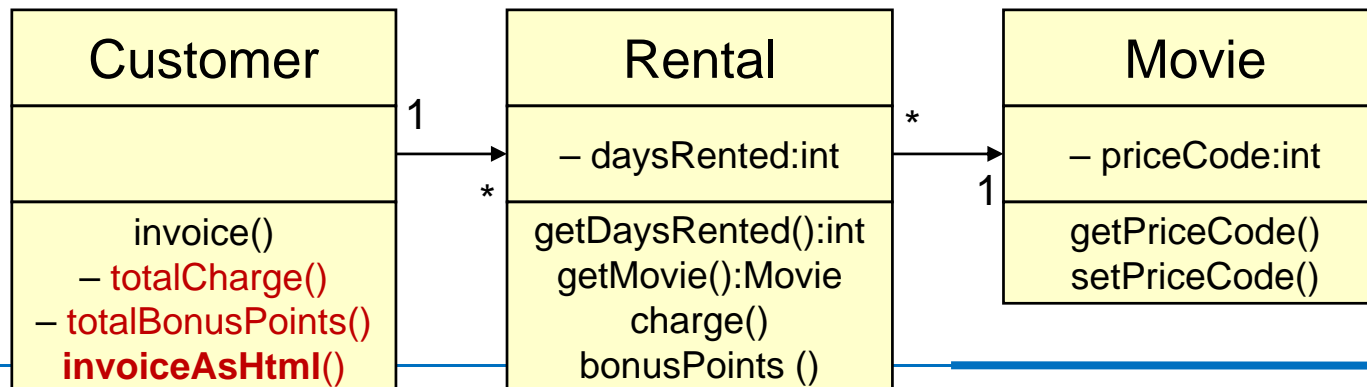 Customer
invoice()
– totalCharge()
– totalBonusPoints()
invoiceAsHtml()
1
*
Rental
– daysRented:int
getDaysRented():int
getMovie():Movie
charge()
bonusPoints ()
*
1
Movie
– priceCode:int
getPriceCode()
setPriceCode()